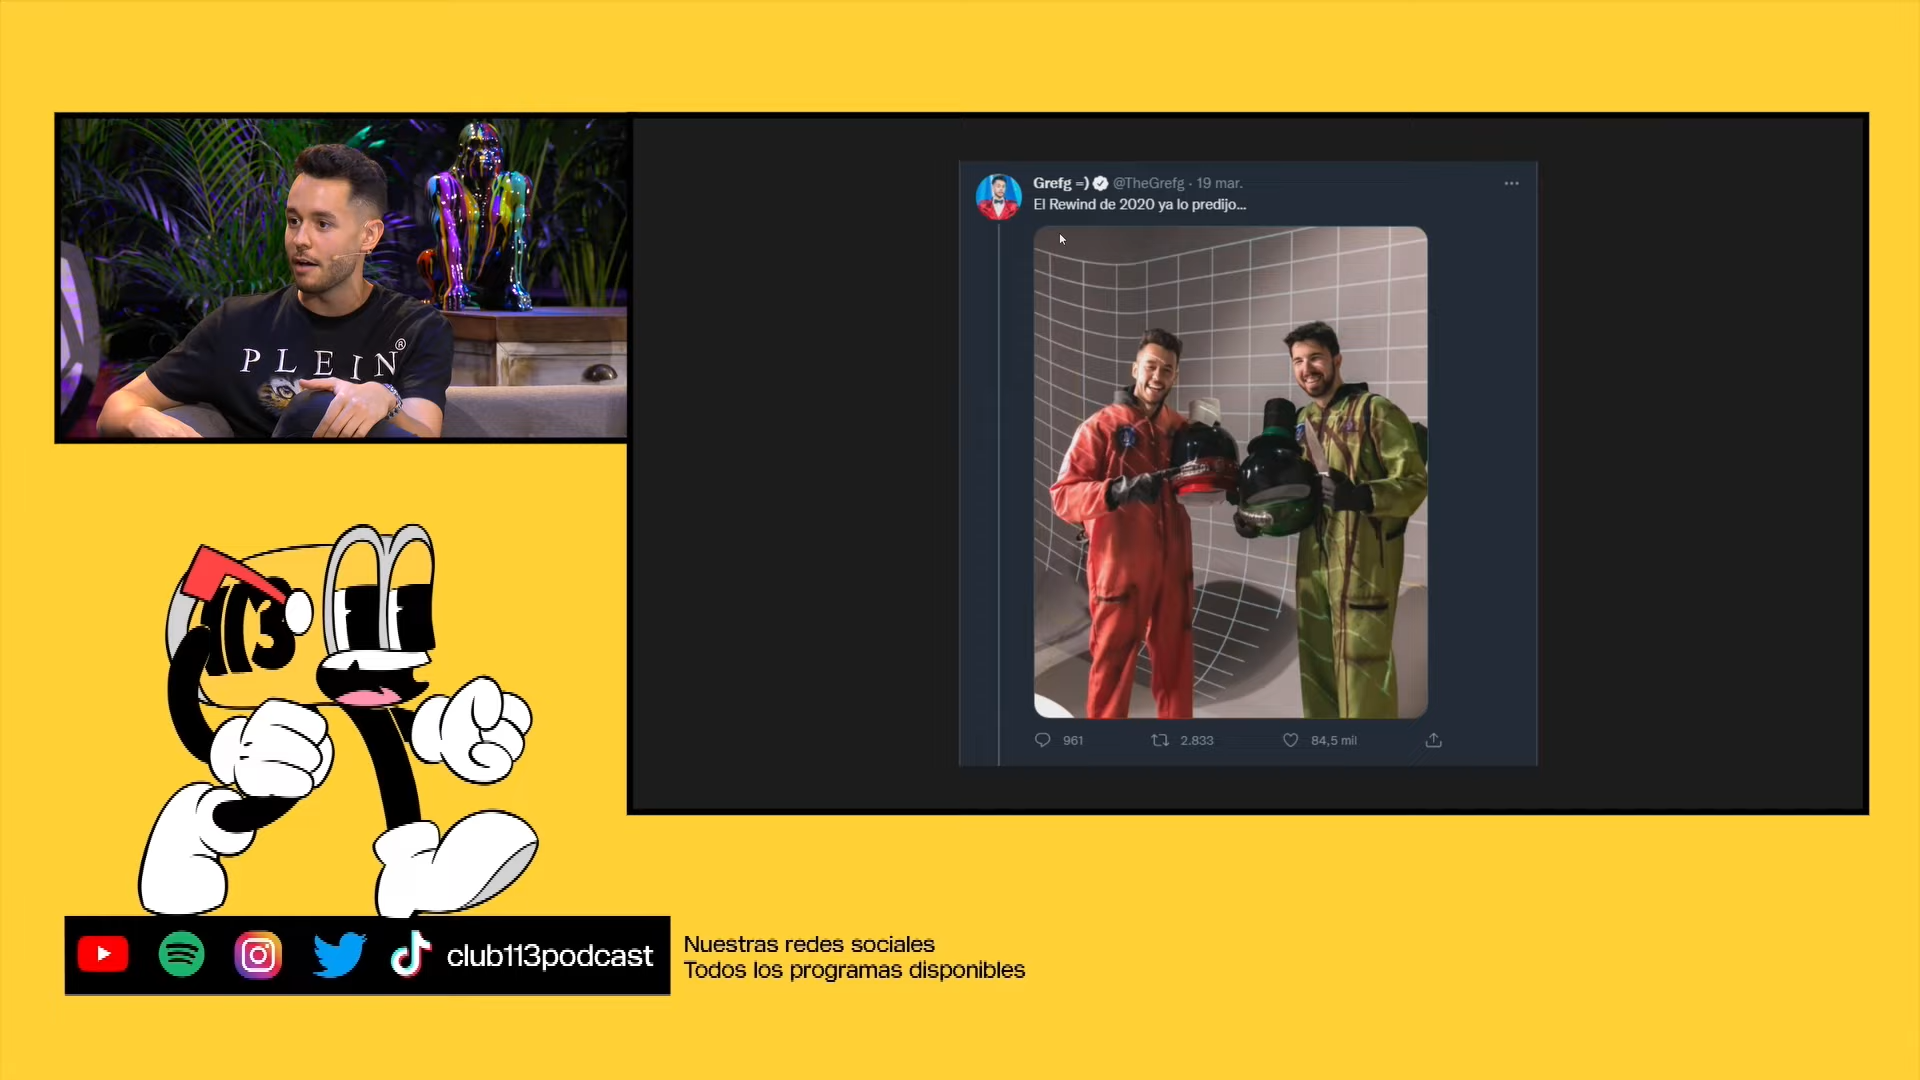 PLEIN®
Grefg =) @TheGrefg · 19 mar.
El Rewind de 2020 ya lo predijo...
961 2.833 84,5 mil
113
club113podcast
Nuestras redes sociales
Todos los programas disponibles